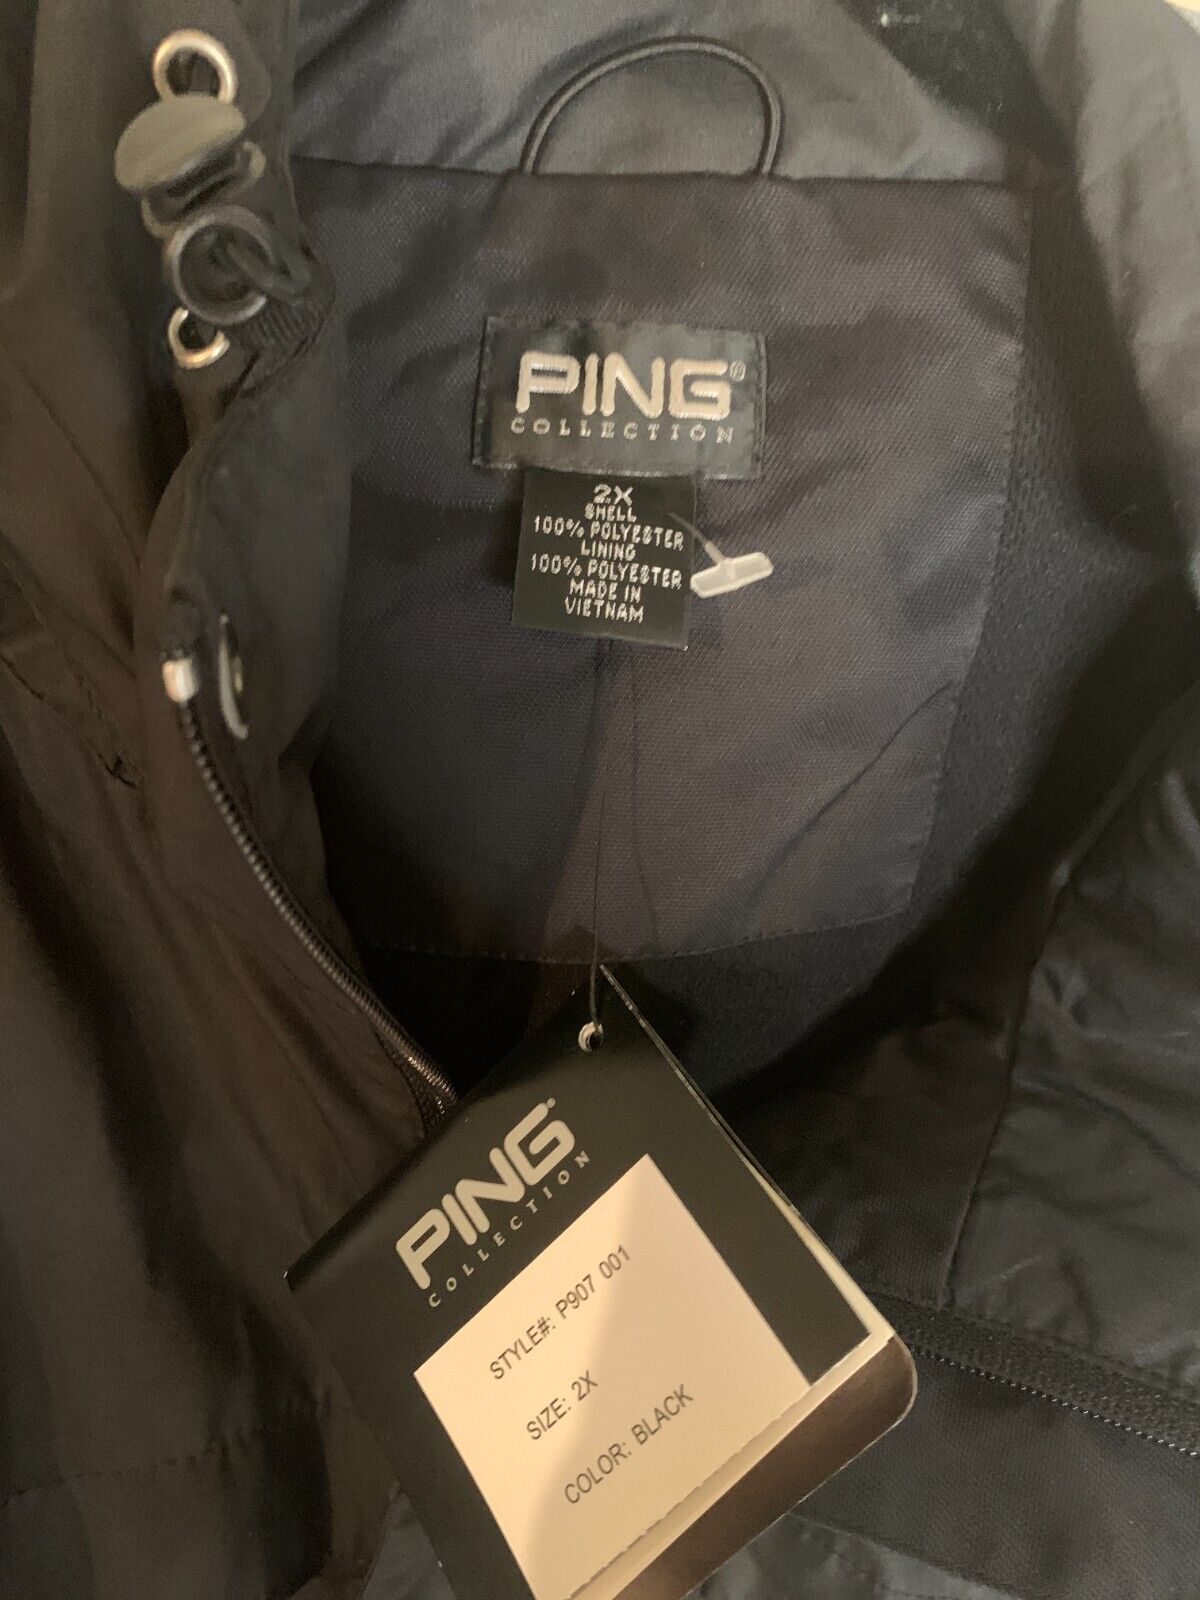 PING®
COLLECTION
2X
SHELL
100% POLYESTER
LINING
100% POLYESTER
MADE IN
VIETNAM
PING
COLLECTION
STYLE#: P907 001
SIZE: 2X
COLOR: BLACK